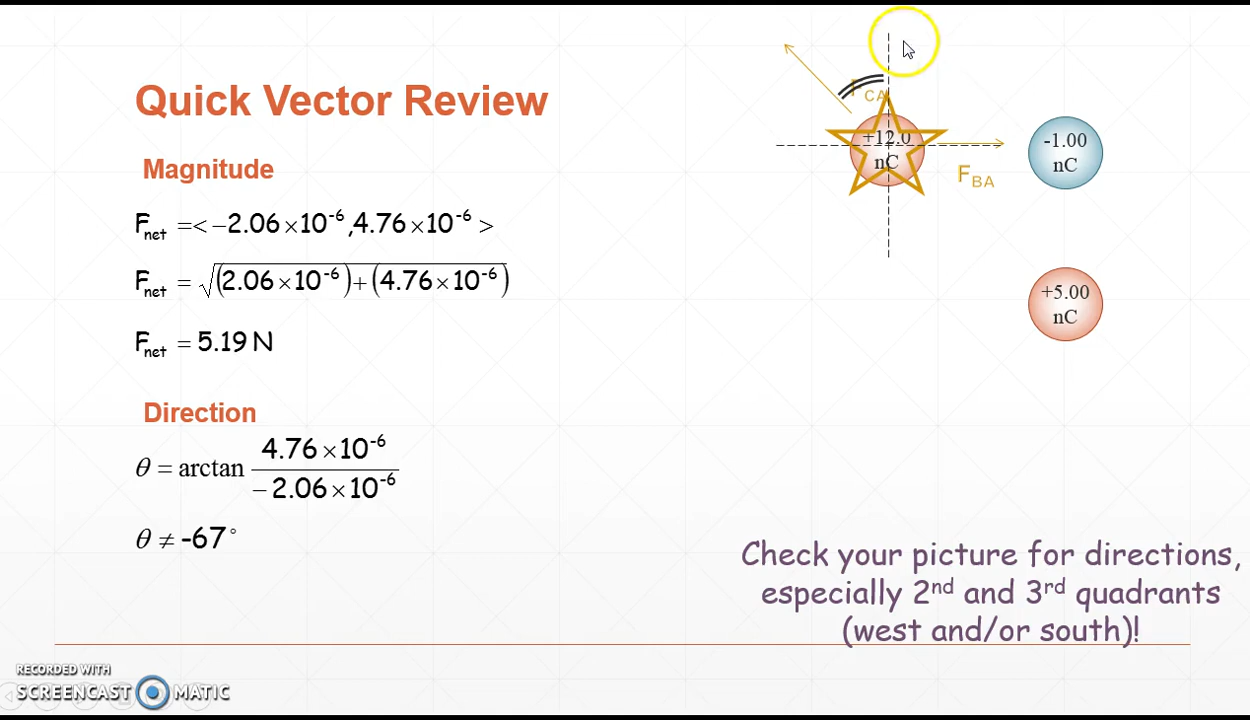 Quick Vector Review
Magnitude
Fnet =< −2.06×10⁻⁶,4.76×10⁻⁶ >
Fnet = √(2.06×10⁻⁶)+(4.76×10⁻⁶)
Fnet = 5.19 N
Direction
θ = arctan 4.76×10⁻⁶
−2.06×10⁻⁶
θ ≠ -67°
FCA
+12.0
nC
FBA
-1.00
nC
+5.00
nC
Check your picture for directions,
especially 2nd and 3rd quadrants
(west and/or south)!
RECORDED WITH
SCREENCAST MATIC